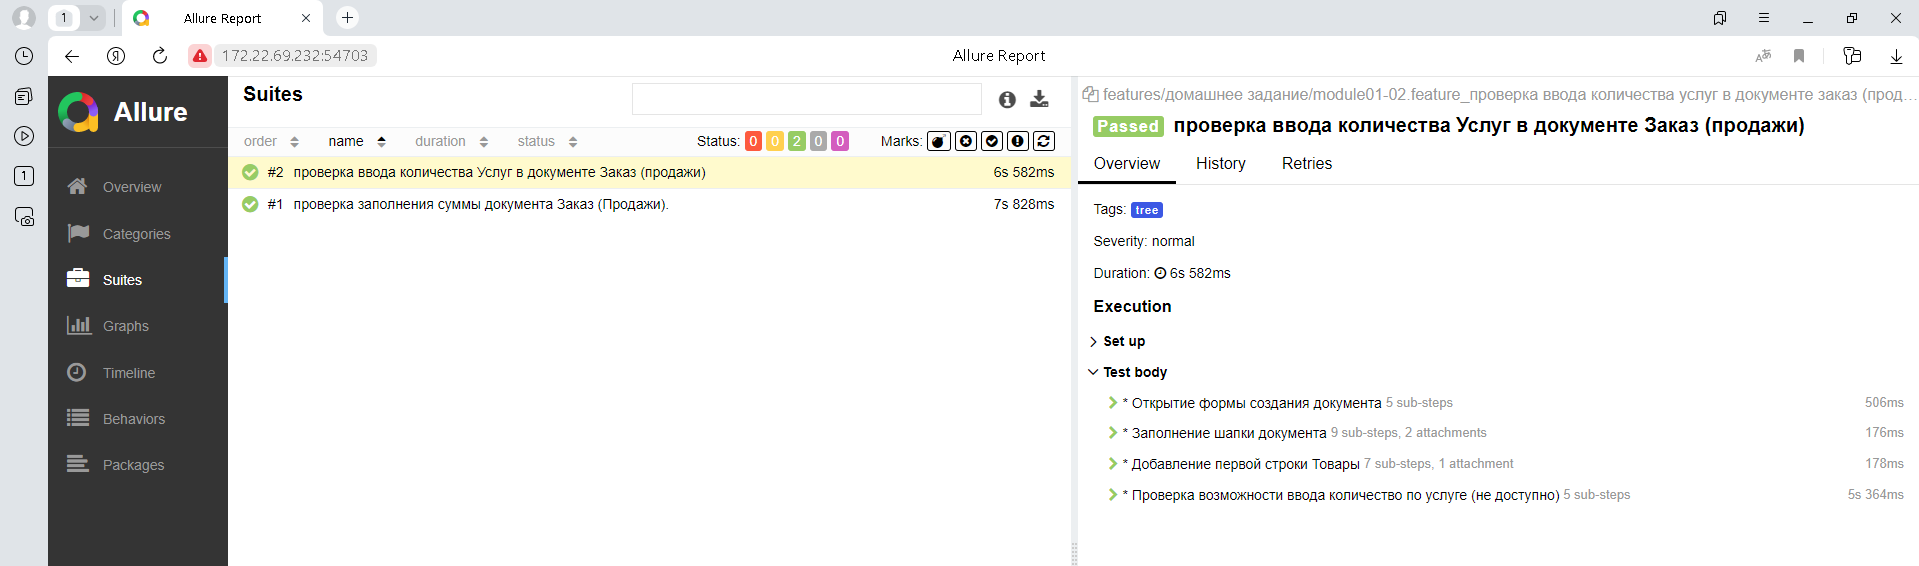 1
Allure Report
172.22.69.232:54703
Allure Report
1
Allure
Overview
Categories
Suites
Graphs
Timeline
Behaviors
Packages
Suites
order name duration status Status: 0 0 2 0 0 Marks:
#2 проверка ввода количества Услуг в документе Заказ (продажи) 6s 582ms
#1 проверка заполнения суммы документа Заказ (Продажи). 7s 828ms
features/домашнее задание/module01-02.feature_проверка ввода количества услуг в документе заказ (прод…
Passed проверка ввода количества Услуг в документе Заказ (продажи)
Overview History Retries
Tags: tree
Severity: normal
Duration: 6s 582ms
Execution
Set up
Test body
* Открытие формы создания документа 5 sub-steps 506ms
* Заполнение шапки документа 9 sub-steps, 2 attachments 176ms
* Добавление первой строки Товары 7 sub-steps, 1 attachment 178ms
* Проверка возможности ввода количество по услуге (не доступно) 5 sub-steps 5s 364ms